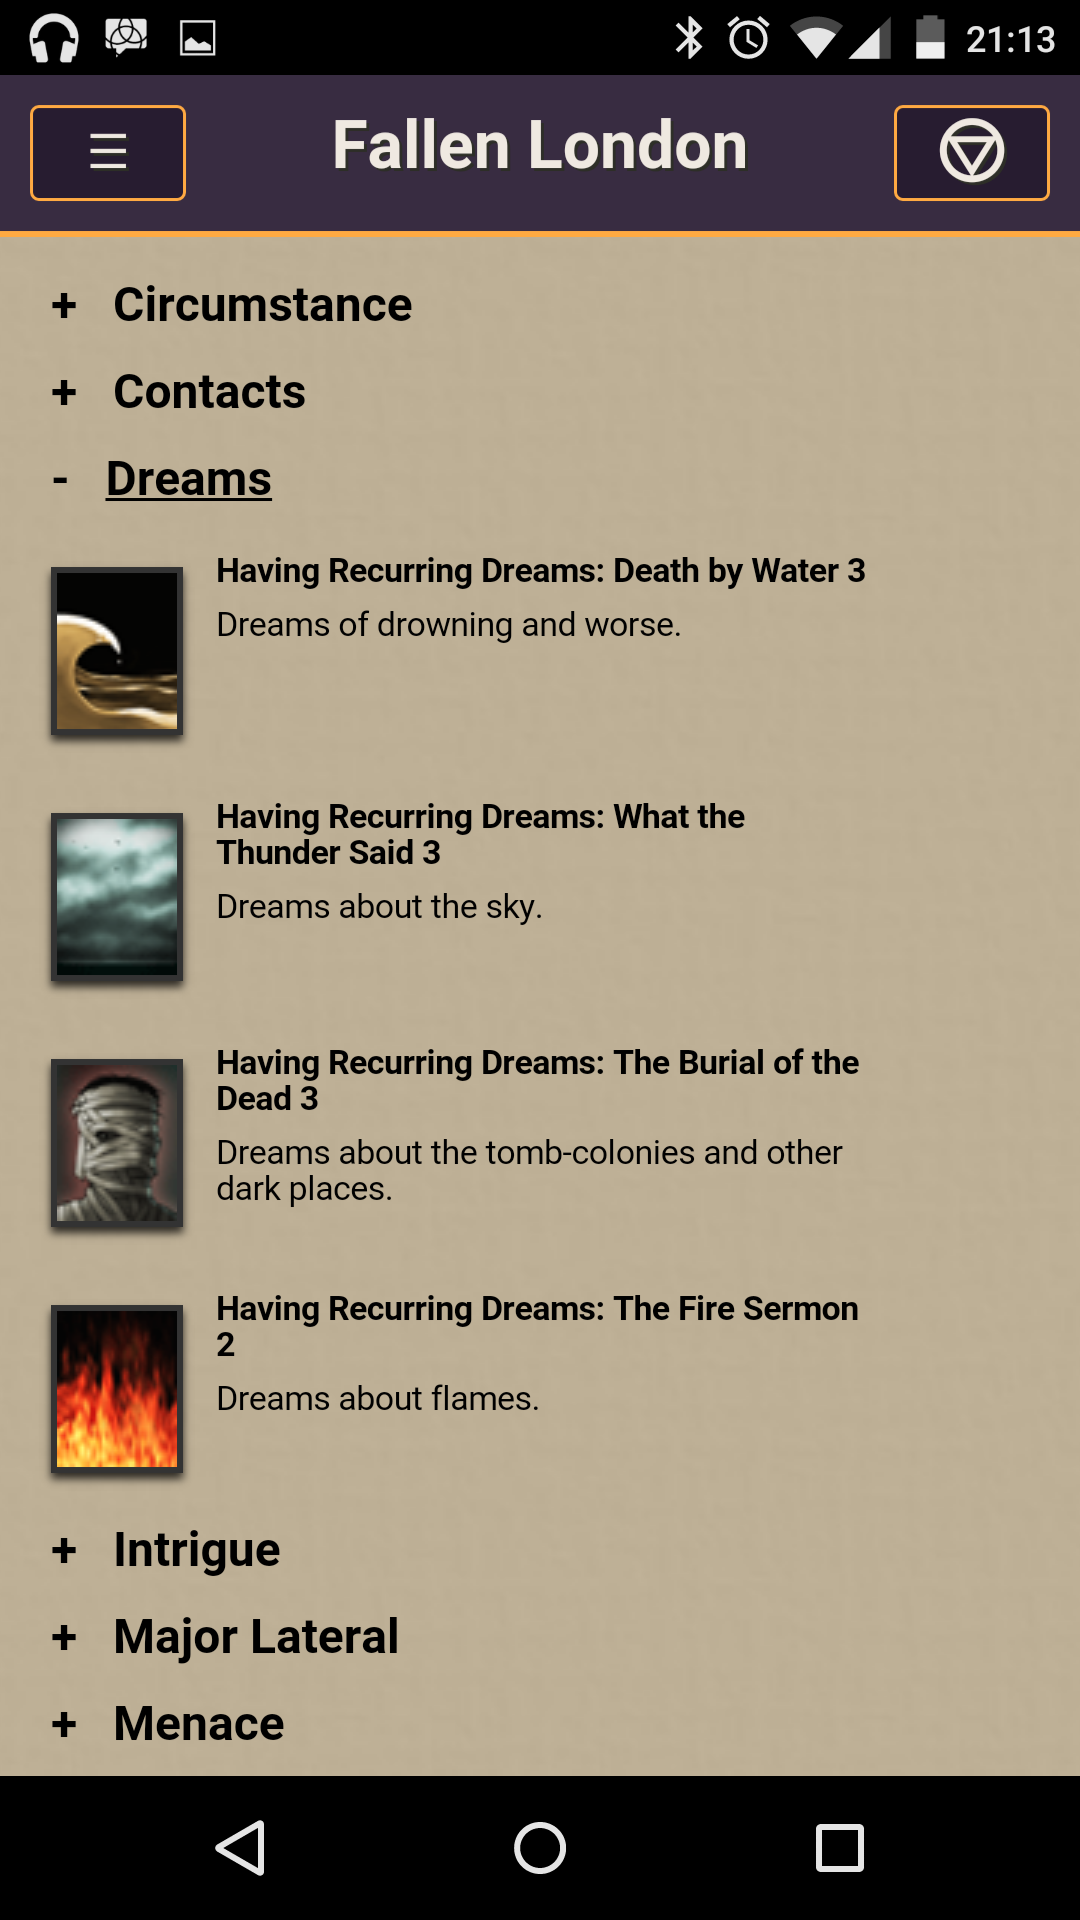 21:13
☰ Fallen London
+ Circumstance
+ Contacts
- Dreams
Having Recurring Dreams: Death by Water 3
Dreams of drowning and worse.
Having Recurring Dreams: What the
Thunder Said 3
Dreams about the sky.
Having Recurring Dreams: The Burial of the
Dead 3
Dreams about the tomb-colonies and other
dark places.
Having Recurring Dreams: The Fire Sermon
2
Dreams about flames.
+ Intrigue
+ Major Lateral
+ Menace